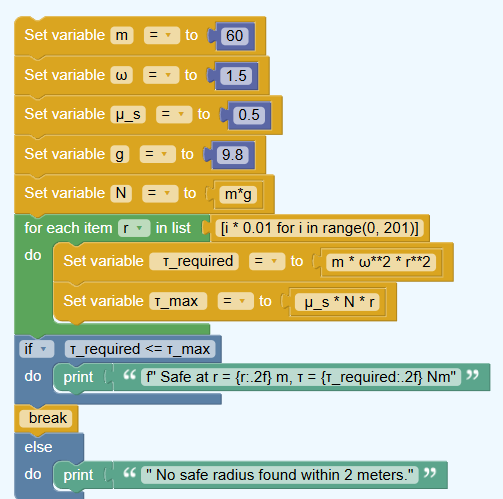 Set variable m = to 60
Set variable ω = to 1.5
Set variable μ_s = to 0.5
Set variable g = to 9.8
Set variable N = to m*g
for each item r in list [i * 0.01 for i in range(0, 201)]
do Set variable τ_required = to m * ω**2 * r**2
Set variable τ_max = to μ_s * N * r
if τ_required <= τ_max
do print “ f" Safe at r = {r:.2f} m, τ = {τ_required:.2f} Nm" ”
break
else
do print “ " No safe radius found within 2 meters." ”